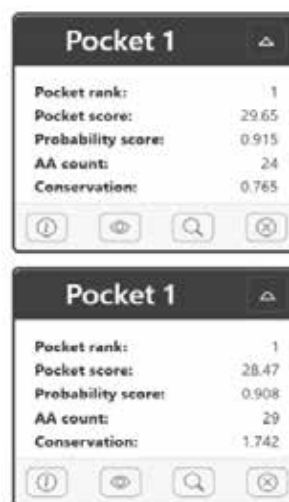 Pocket 1
Pocket rank: 1
Pocket score: 29.65
Probability score: 0.915
AA count: 24
Conservation: 0.765
Pocket 1
Pocket rank: 1
Pocket score: 28.47
Probability score: 0.908
AA count: 29
Conservation: 1.742